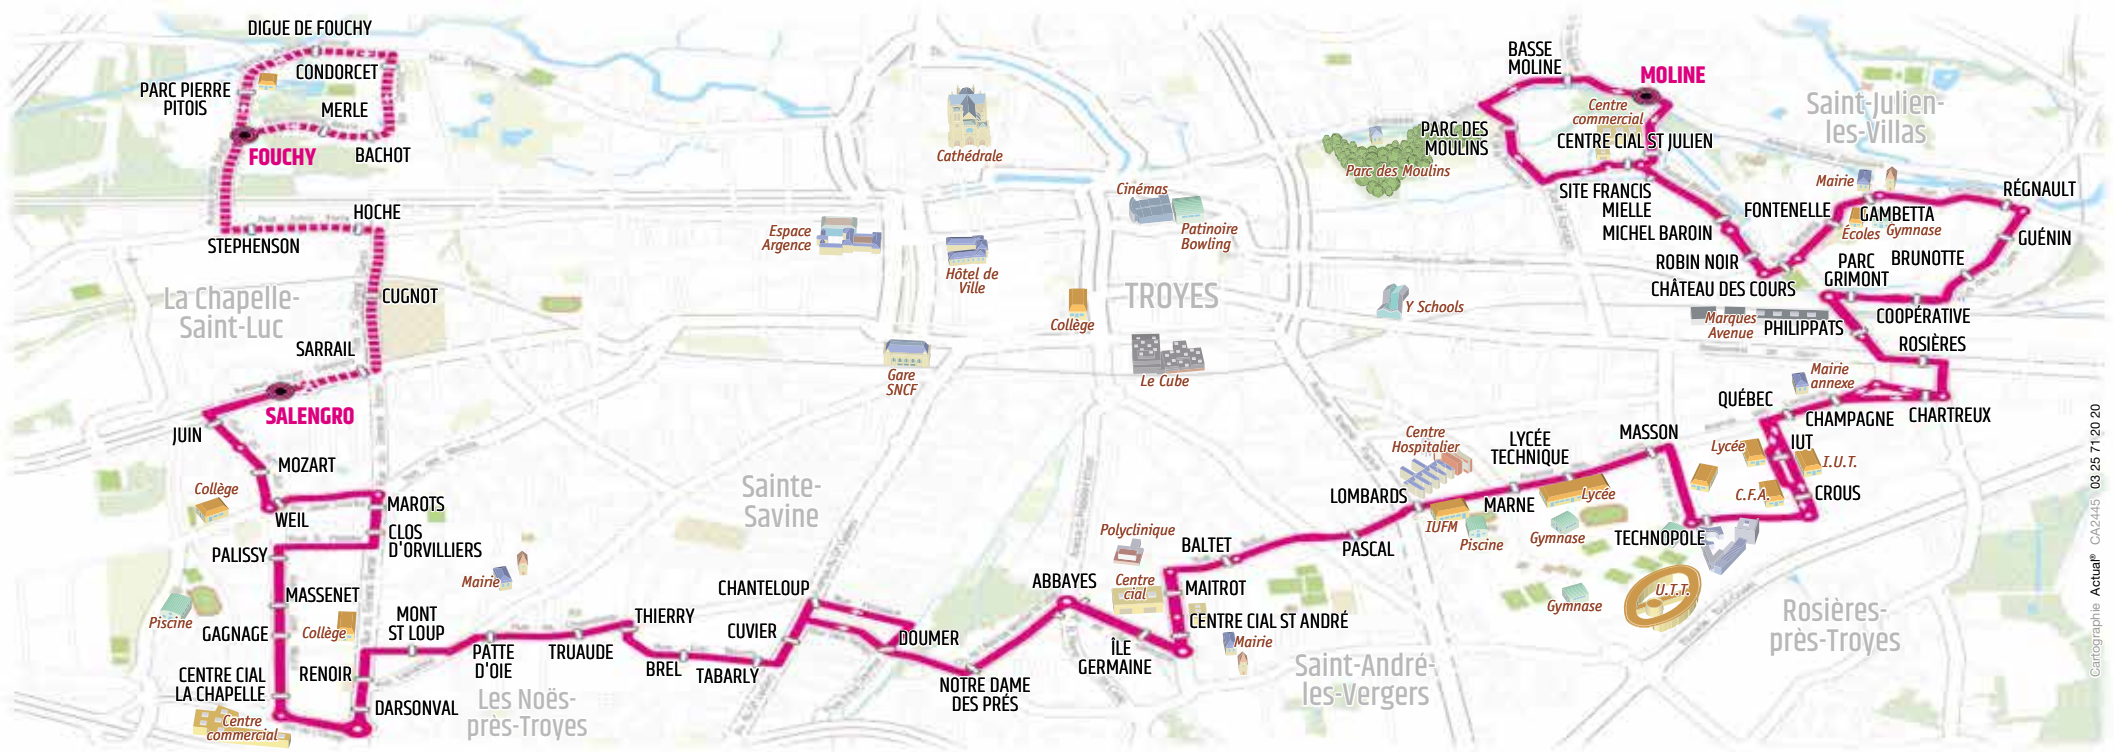 DIGUE DE FOUCHY
CONDORCET
PARC PIERRE
PITOIS
MERLE
FOUCHY
BACHOT
HOCHE
STEPHENSON
CUGNOT
La Chapelle-
Saint-Luc
SARRAIL
SALENGRO
JUIN
MOZART
Collège
WEIL
MAROTS
CLOS
D'ORVILLIERS
PALISSY
MASSENET
Piscine
GAGNAGE
Collège
CENTRE CIAL
LA CHAPELLE
RENOIR
Centre
commercial
DARSONVAL
MONT
ST LOUP
Mairie
PATTE
D'OIE
Les Noës-
près-Troyes
TRUAUDE
THIERRY
BREL
TABARLY
CUVIER
CHANTELOUP
Sainte-
Savine
DOUMER
NOTRE DAME
DES PRÉS
ABBAYES
ÎLE
GERMAINE
Cathédrale
Espace
Argence
Hôtel de
Ville
Gare
SNCF
Cinémas
Patinoire
Bowling
TROYES
Collège
Le Cube
Y Schools
Polyclinique
Centre
cial
BALTET
MAITROT
CENTRE CIAL ST ANDRÉ
Mairie
Saint-André-
les-Vergers
PASCAL
LOMBARDS
Centre
Hospitalier
IUFM
Piscine
MARNE
LYCÉE
TECHNIQUE
Lycée
Gymnase
Gymnase
MASSON
TECHNOPOLE
U.T.T.
Rosières-
près-Troyes
CROUS
C.F.A.
Lycée
IUT
I.U.T.
QUÉBEC
CHAMPAGNE
CHARTREUX
Mairie
annexe
ROSIÈRES
PHILIPPATS
Marques
Avenue
COOPÉRATIVE
PARC
GRIMONT
BRUNOTTE
GUÉNIN
RÉGNAULT
GAMBETTA
Écoles
Gymnase
Mairie
FONTENELLE
CHÂTEAU DES COURS
ROBIN NOIR
MICHEL BAROIN
SITE FRANCIS
MIELLE
CENTRE CIAL ST JULIEN
Centre
commercial
MOLINE
BASSE
MOLINE
PARC DES
MOULINS
Parc des Moulins
Saint-Julien-
les-Villas
Cartographie Actual® CA2445 03 25 71 20 20